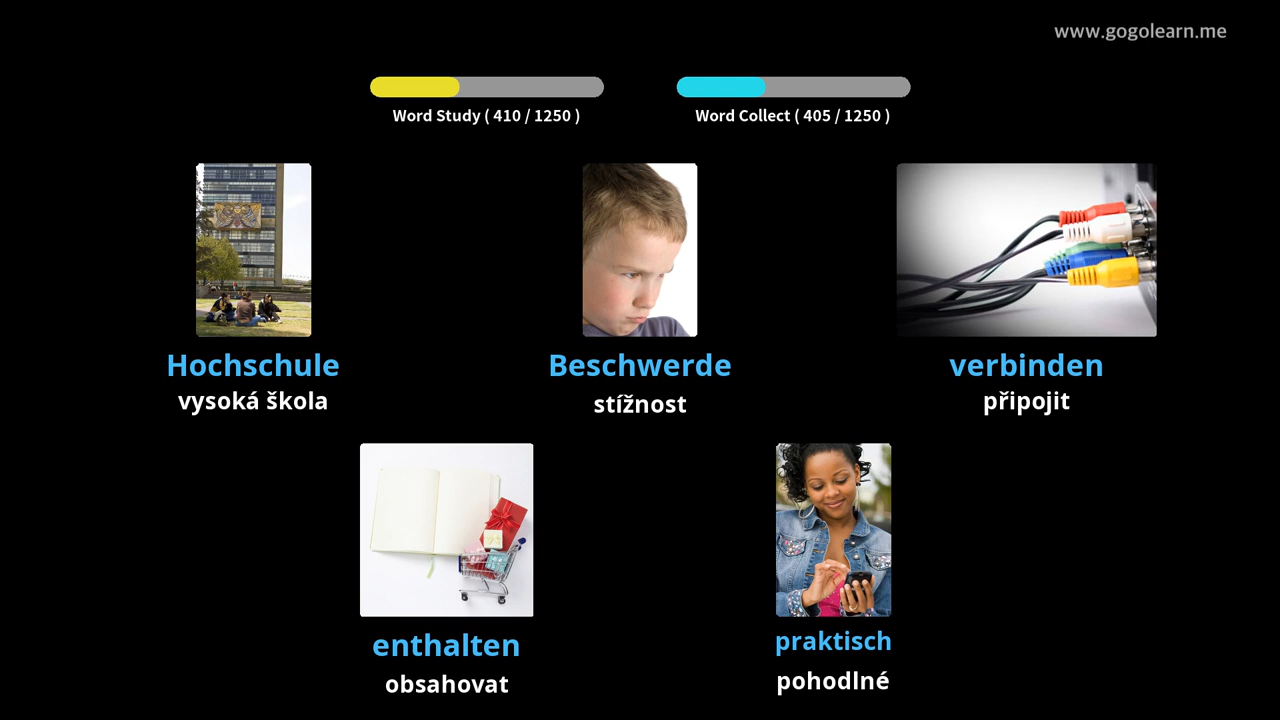 www.gogolearn.me
Word Study ( 410 / 1250 )
Word Collect ( 405 / 1250 )
Hochschule
vysoká škola
Beschwerde
stížnost
verbinden
připojit
enthalten
obsahovat
praktisch
pohodlné